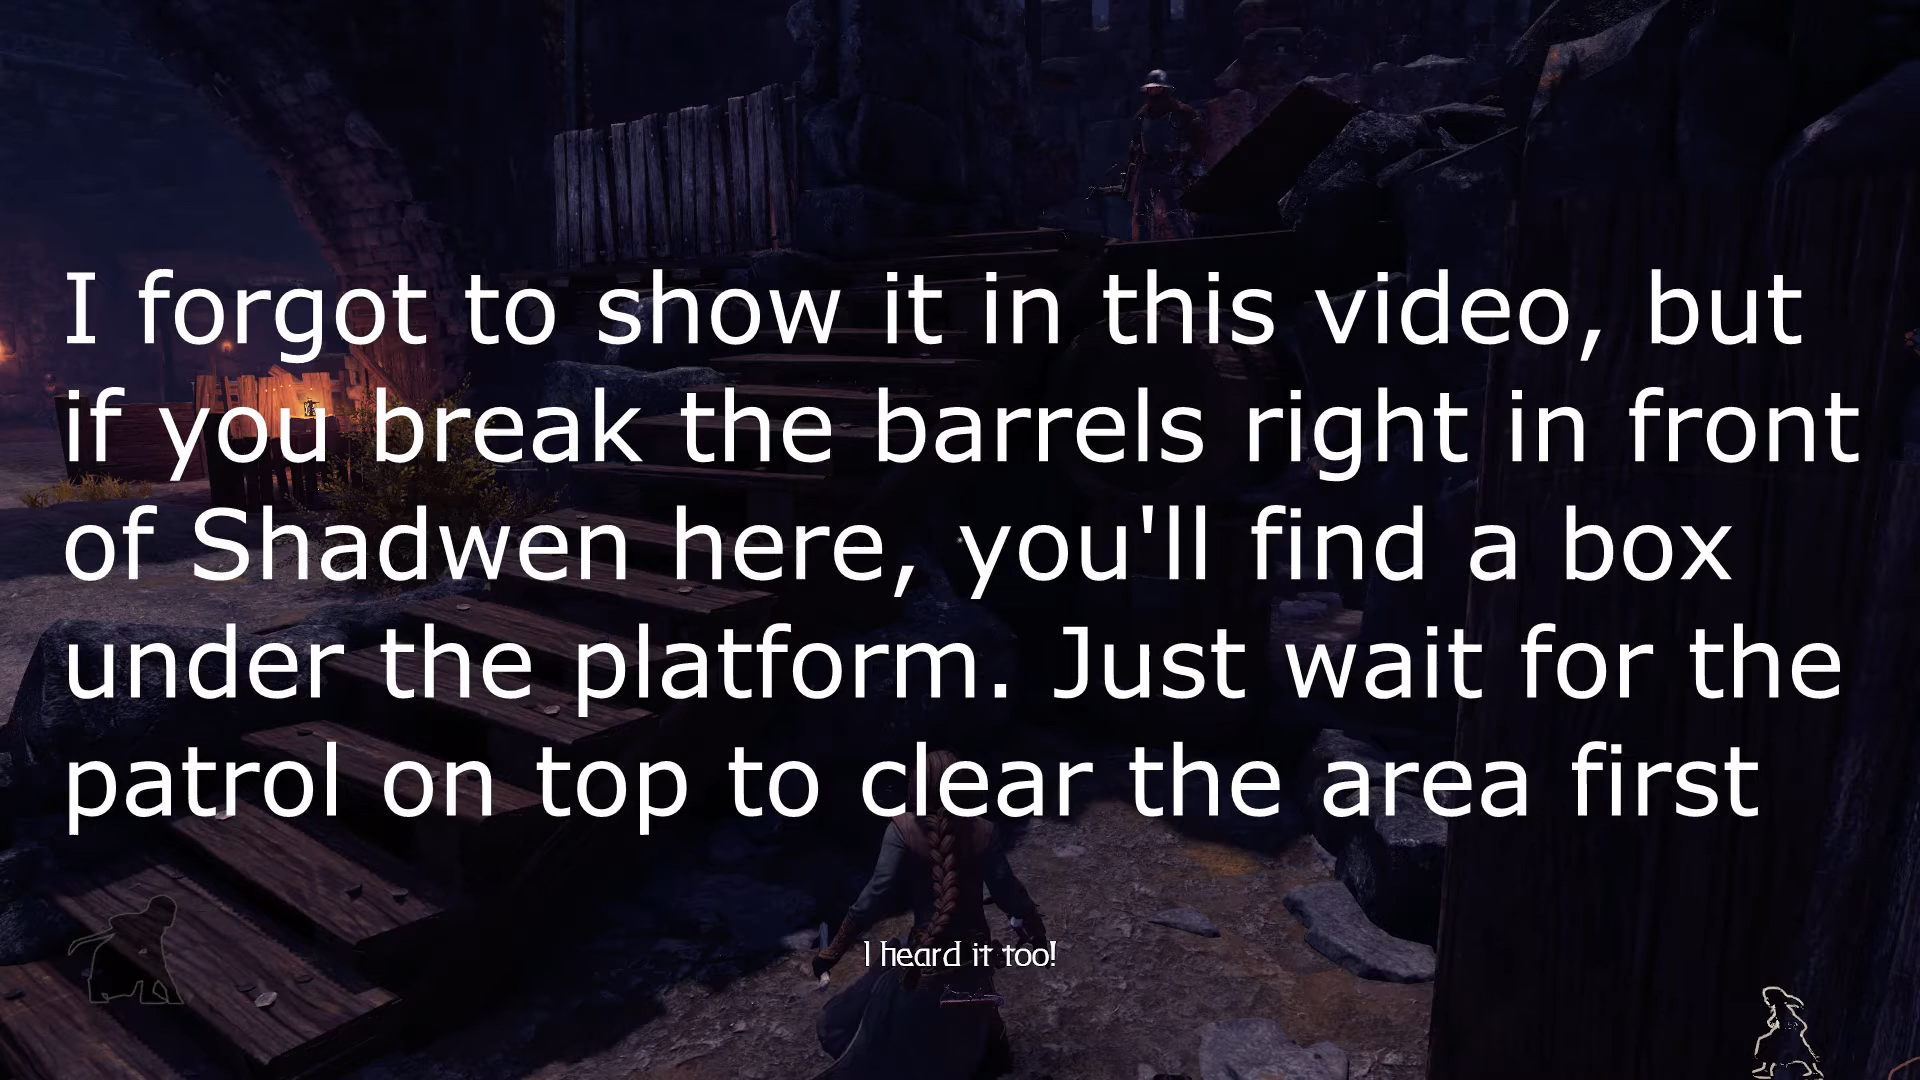 I forgot to show it in this video, but
if you break the barrels right in front
of Shadwen here, you'll find a box
under the platform. Just wait for the
patrol on top to clear the area first
I heard it too!